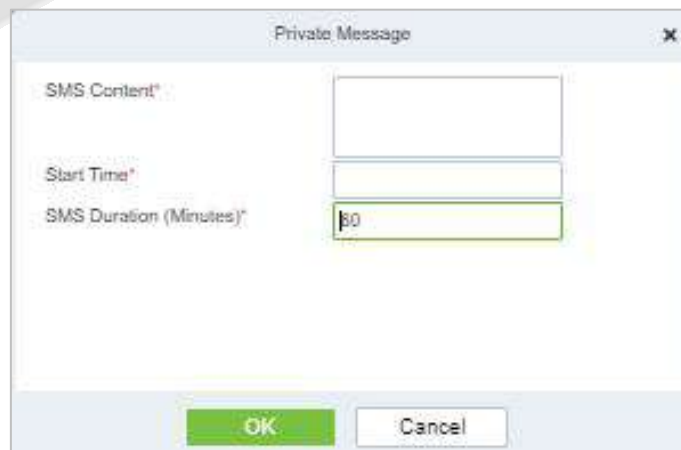 Private Message
SMS Content*
Start Time*
SMS Duration (Minutes)*
60
OK
Cancel